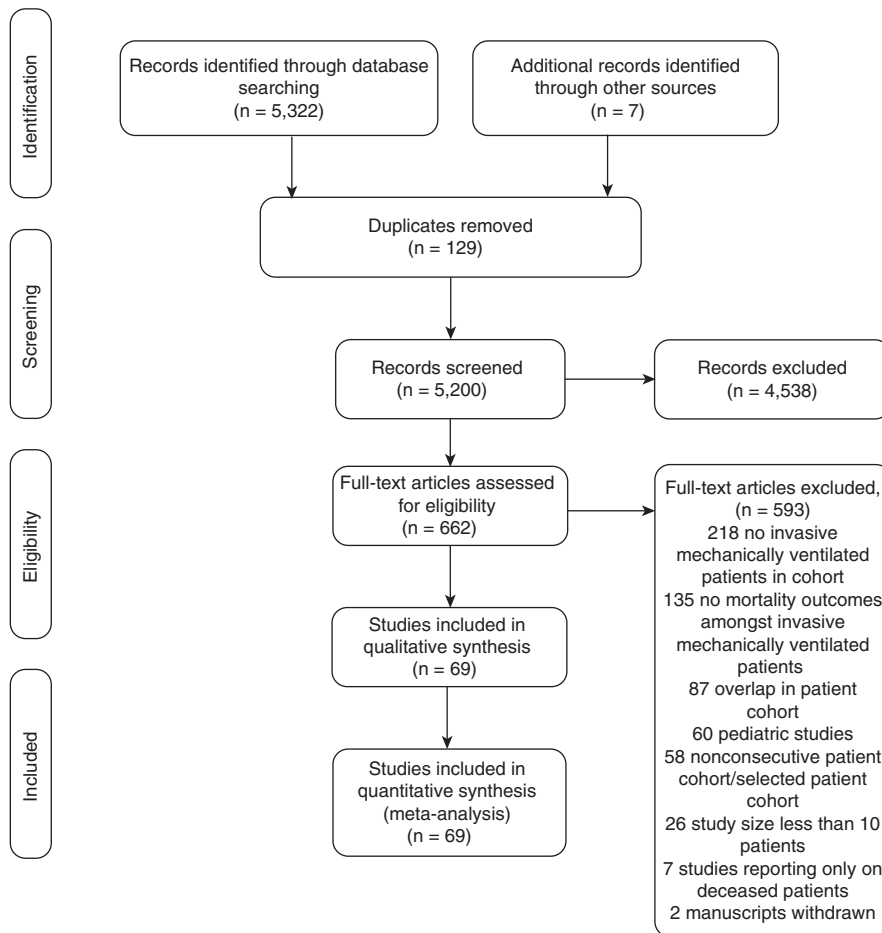 Identification
Records identified through database
searching
(n = 5,322)
Additional records identified
through other sources
(n = 7)
Duplicates removed
(n = 129)
Screening
Records screened
(n = 5,200)
Records excluded
(n = 4,538)
Eligibility
Full-text articles assessed
for eligibility
(n = 662)
Full-text articles excluded,
(n = 593)
218 no invasive
mechanically ventilated
patients in cohort
135 no mortality outcomes
amongst invasive
mechanically ventilated
patients
87 overlap in patient
cohort
60 pediatric studies
58 nonconsecutive patient
cohort/selected patient
cohort
26 study size less than 10
patients
7 studies reporting only on
deceased patients
2 manuscripts withdrawn
Studies included in
qualitative synthesis
(n = 69)
Included
Studies included in
quantitative synthesis
(meta-analysis)
(n = 69)